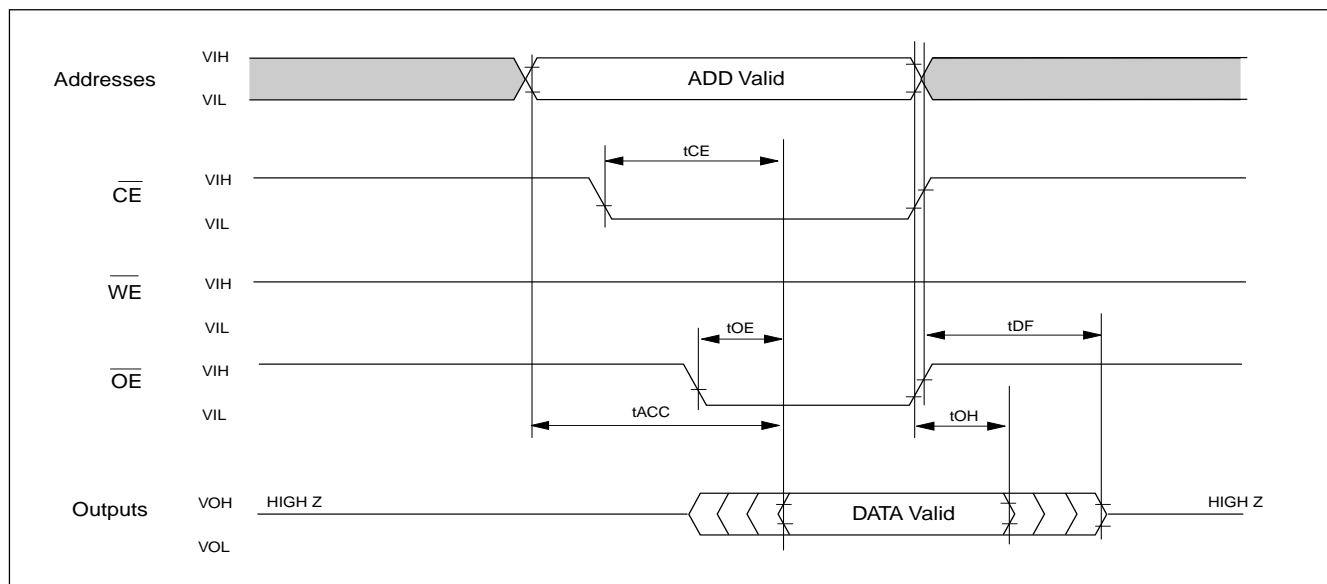 VIH
Addresses
ADD Valid
VIL
tCE
VIH
CE
VIL
VIH
WE
VIL
tOE
tDF
VIH
OE
VIL
tACC
tOH
VOH
HIGH Z
Outputs
DATA Valid
HIGH Z
VOL